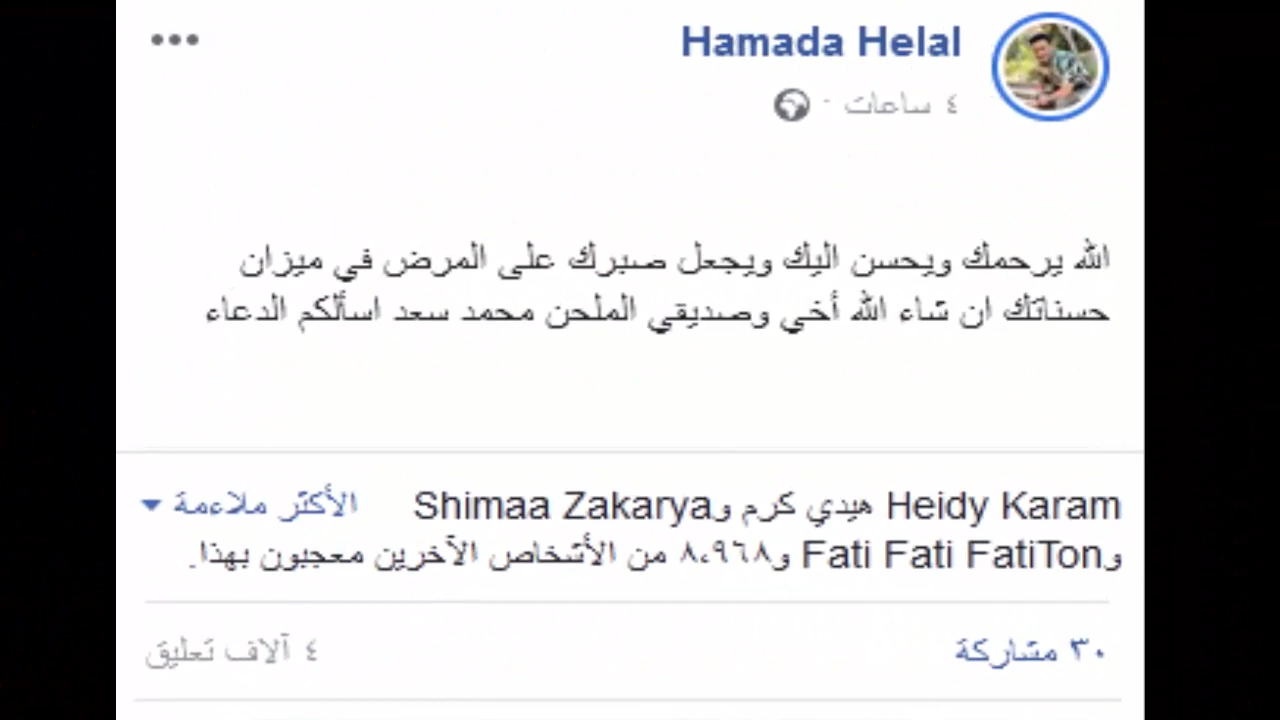 Hamada Helal
٤ ساعات ·
الله يرحمك ويحسن اليك ويجعل صبرك على المرض في ميزان
حسناتك ان شاء الله أخي وصديقي الملحن محمد سعد اسألكم الدعاء
Heidy Karam هيدي كرم وShimaa Zakarya الأكثر ملاءمة
وFati Fati FatiTon و٨،٩٦٨ من الأشخاص الآخرين معجبون بهذا.
٣٠ مشاركة ٤ آلاف تعليق